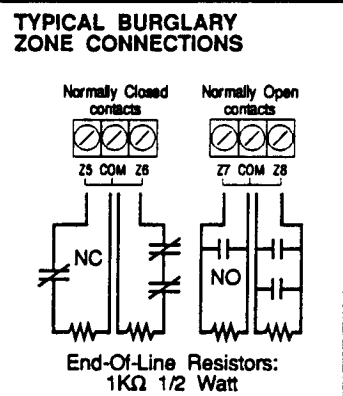 TYPICAL BURGLARY
ZONE CONNECTIONS
Normally Closed
contacts
Normally Open
contacts
Z5 COM Z6
Z7 COM Z8
NC
NO
End-Of-Line Resistors:
1KΩ 1/2 Watt